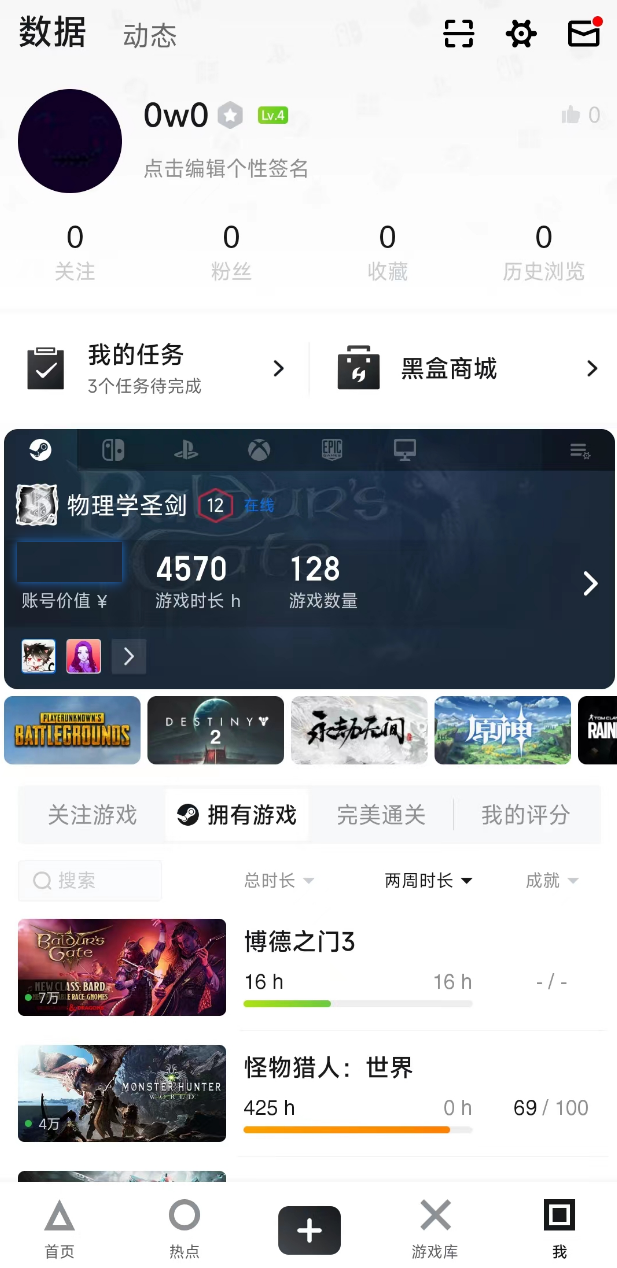 数据 动态
0w0 Lv.4 0
点击编辑个性签名
0 0 0 0
关注 粉丝 收藏 历史浏览
我的任务
3个任务待完成
黑盒商城
EPIC
物理学圣剑 12 在线
4570 128
账号价值 ¥ 游戏时长 h 游戏数量
PLAYERUNKNOWN'S
BATTLEGROUNDS
DESTINY
2
永劫无间
原神
TOM CLA
RAIN
关注游戏 拥有游戏 完美通关 我的评分
搜索 总时长 两周时长 成就
BALDUR'S
GATE
NEW CLASS: BARD
7万
博德之门3
16 h 16 h - / -
MONSTER HUNTER
WORLD
4万
怪物猎人：世界
425 h 0 h 69 / 100
首页 热点 游戏库 我